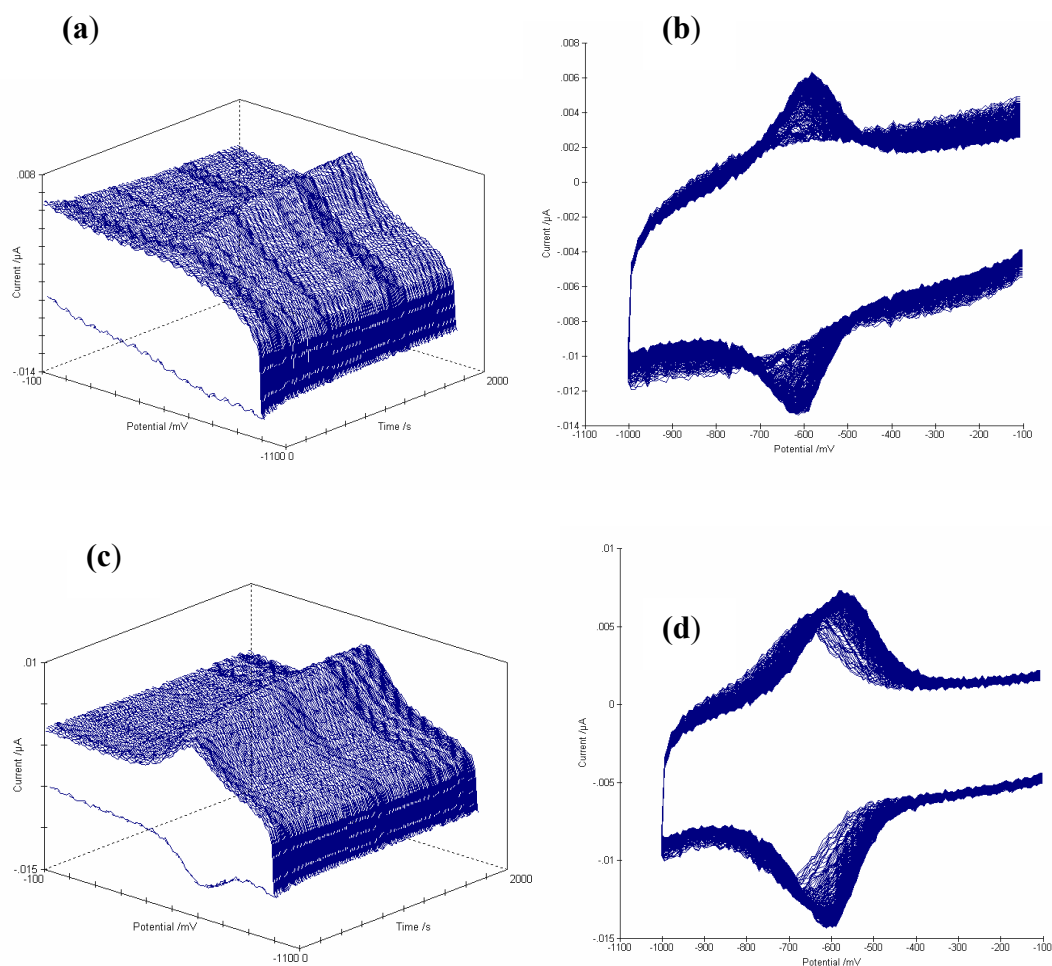 (a)
.008
Current /µA
-.014
-100
Potential /mV
-1100 0
Time /s
2000
(b)
.008
.006
.004
.002
0
-.002
-.004
-.006
-.008
-.01
-.012
-.014
Current /µA
-1100 -1000 -900 -800 -700 -600 -500 -400 -300 -200 -100
Potential /mV
(c)
.01
Current /µA
-.015
-100
Potential /mV
-1100 0
Time /s
2000
(d)
.01
.005
0
-.005
-.01
-.015
Current /µA
-1100 -1000 -900 -800 -700 -600 -500 -400 -300 -200 -100
Potential /mV